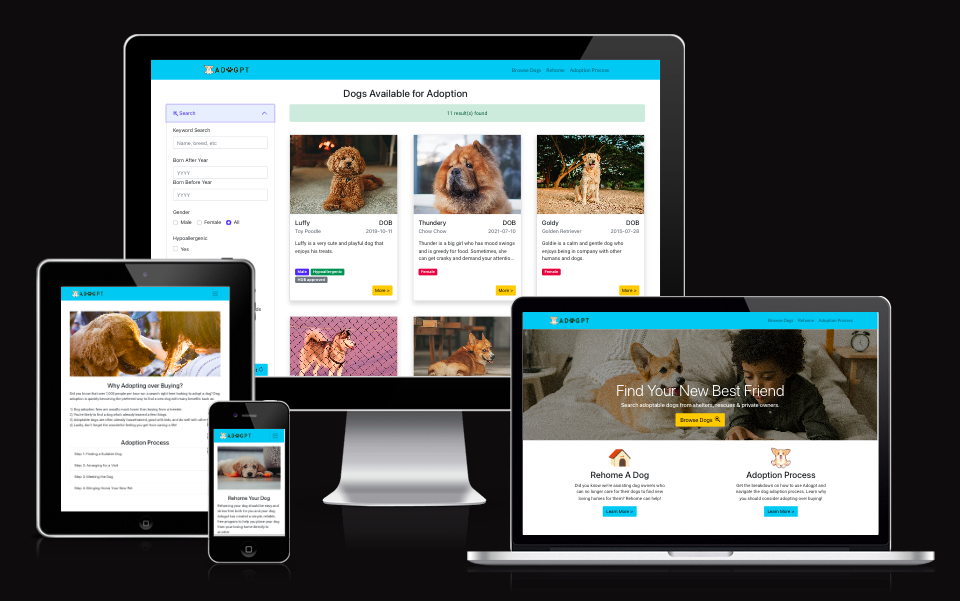 ADOGPT
Browse Dogs Rehome Adoption Process
Dogs Available for Adoption
Search
11 result(s) found
Keyword Search
Name, breed, etc.
Born After Year
YYYY
Born Before Year
YYYY
Gender
Male Female All
Hypoallergenic
Yes
Luffy DOB
Toy Poodle 2019-10-11
Luffy is a very cute and playful dog that
enjoys his treats.
Male Hypoallergenic
HDB approved
More >
Thundery DOB
Chow Chow 2021-07-15
Thunder is a big girl who has mood swings
and is greedy for food. Sometimes, she
can get cranky and demand your attentio...
Female
More >
Goldy DOB
Golden Retriever 2015-07-28
Goldie is a calm and gentle dog who
enjoys being in company with other
humans and dogs.
Female
More >
ADOGPT
Why Adopting over Buying?
Adoption Process
Step 1: Finding a Suitable Dog
Step 2: Arranging for a Visit
Step 3: Meeting the Dog
Step 4: Bringing Home Your New Pet
ADOGPT
Rehome Your Dog
ADOGPT
Browse Dogs Rehome Adoption Process
Find Your New Best Friend
Search adoptable dogs from shelters, rescues & private owners.
Browse Dogs
Rehome A Dog
Did you know we're assisting dog owners who
can no longer care for their dogs to find new
loving homes for them? Rehome can help!
Learn More >
Adoption Process
Get the breakdown on how to use Adogpt and
navigate the dog adoption process. Learn why
you should consider adopting over buying!
Learn More >